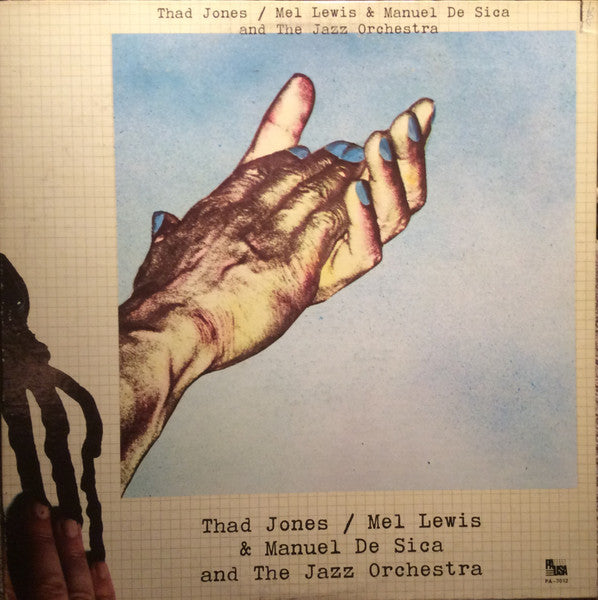 Thad Jones / Mel Lewis & Manuel De Sica
and The Jazz Orchestra
Thad Jones / Mel Lewis
& Manuel De Sica
and The Jazz Orchestra
PAUSA
PA-7012